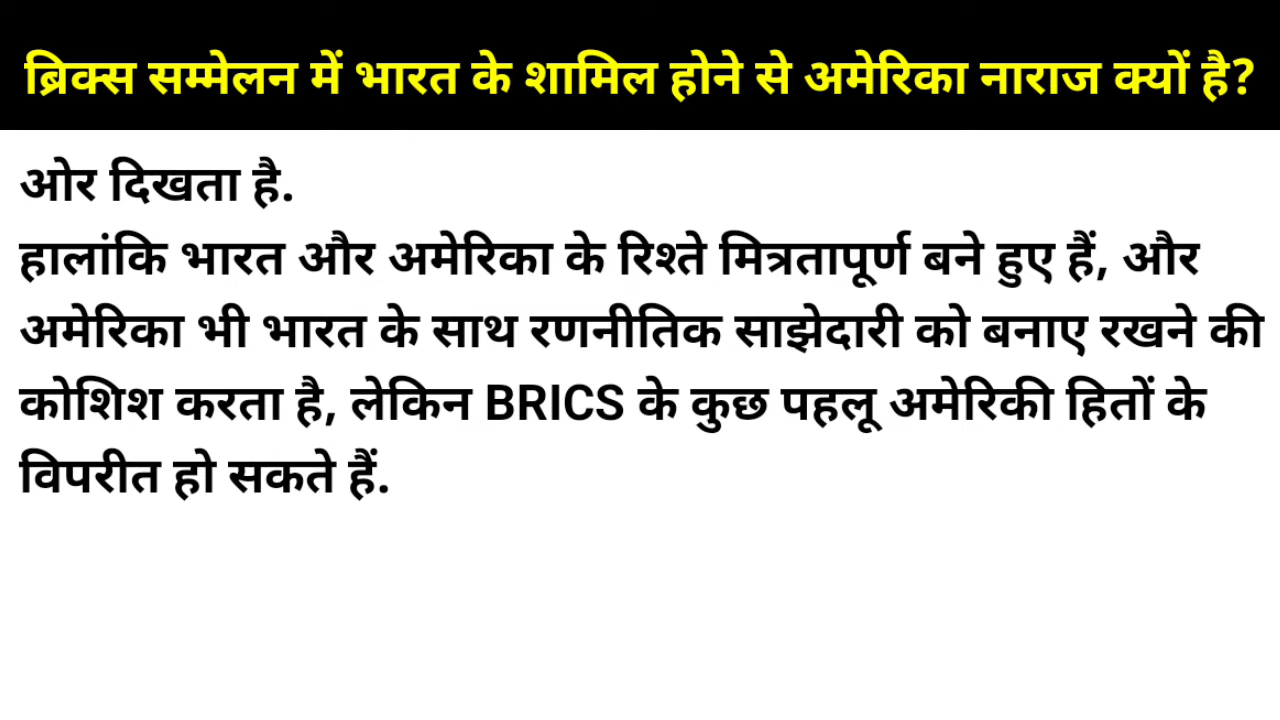 ब्रिक्स सम्मेलन में भारत के शामिल होने से अमेरिका नाराज क्यों है?
ओर दिखता है.
हालांकि भारत और अमेरिका के रिश्ते मित्रतापूर्ण बने हुए हैं, और
अमेरिका भी भारत के साथ रणनीतिक साझेदारी को बनाए रखने की
कोशिश करता है, लेकिन BRICS के कुछ पहलू अमेरिकी हितों के
विपरीत हो सकते हैं.